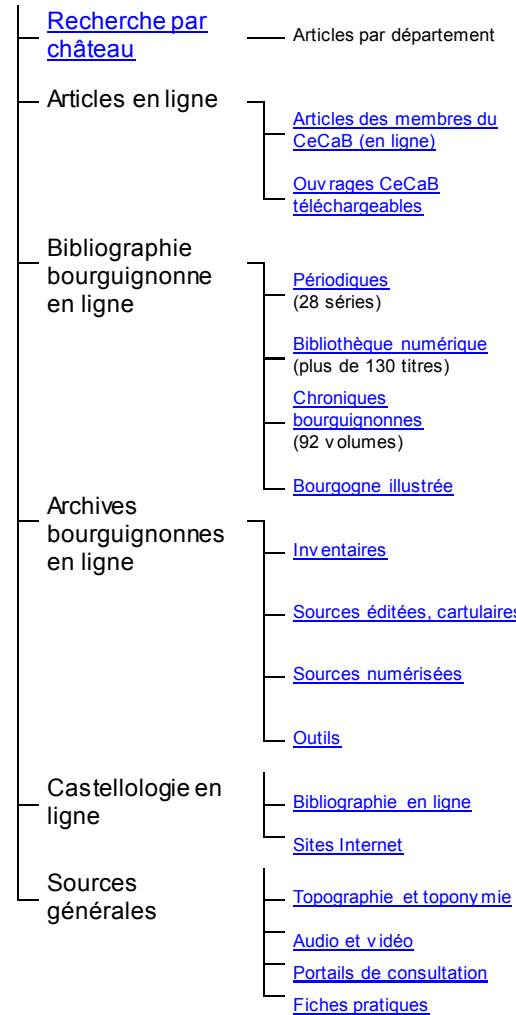 Recherche par
château
Articles par département
Articles en ligne
Articles des membres du
CeCaB (en ligne)
Ouvrages CeCaB
téléchargeables
Bibliographie
bourguignonne
en ligne
Périodiques
(28 séries)
Bibliothèque numérique
(plus de 130 titres)
Chroniques
bourguignonnes
(92 volumes)
Bourgogne illustrée
Archives
bourguignonnes
en ligne
Inventaires
Sources éditées, cartulaires
Sources numérisées
Outils
Castellologie en
ligne
Bibliographie en ligne
Sites Internet
Sources
générales
Topographie et toponymie
Audio et vidéo
Portails de consultation
Fiches pratiques